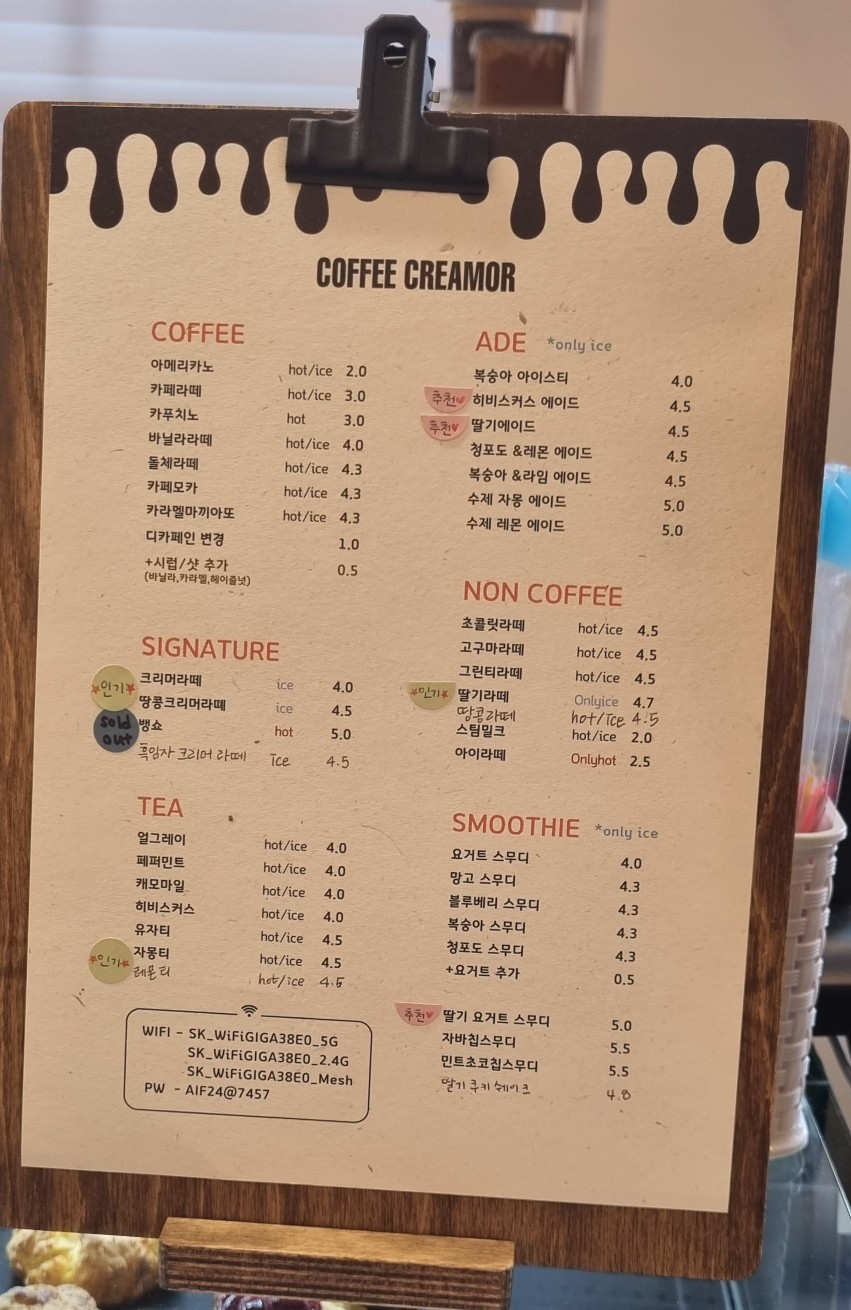 COFFEE CREAMOR
COFFEE
아메리카노 hot/ice 2.0
카페라떼 hot/ice 3.0
카푸치노 hot 3.0
바닐라라떼 hot/ice 4.0
돌체라떼 hot/ice 4.3
카페모카 hot/ice 4.3
카라멜마끼아또 hot/ice 4.3
디카페인 변경 1.0
+시럽/샷 추가 0.5
(바닐라,카라멜,헤이즐넛)
SIGNATURE
인기 크리머라떼 ice 4.0
땅콩크리머라떼 ice 4.5
sold out 뱅쇼 hot 5.0
흑임자 크리머 라떼 ice 4.5
TEA
얼그레이 hot/ice 4.0
페퍼민트 hot/ice 4.0
캐모마일 hot/ice 4.0
히비스커스 hot/ice 4.0
유자티 hot/ice 4.5
인기 자몽티 hot/ice 4.5
레몬티 hot/ice 4.5
WIFI - SK_WiFiGIGA38E0_5G
SK_WiFiGIGA38E0_2.4G
SK_WiFiGIGA38E0_Mesh
PW - AIF24@7457
ADE *only ice
복숭아 아이스티 4.0
추천 히비스커스 에이드 4.5
추천 딸기에이드 4.5
청포도 &레몬 에이드 4.5
복숭아 &라임 에이드 4.5
수제 자몽 에이드 5.0
수제 레몬 에이드 5.0
NON COFFEE
초콜릿라떼 hot/ice 4.5
고구마라떼 hot/ice 4.5
그린티라떼 hot/ice 4.5
인기 딸기라떼 Onlyice 4.7
땅콩라떼 hot/ice 4.5
스팀밀크 hot/ice 2.0
아이라떼 Onlyhot 2.5
SMOOTHIE *only ice
요거트 스무디 4.0
망고 스무디 4.3
블루베리 스무디 4.3
복숭아 스무디 4.3
청포도 스무디 4.3
+요거트 추가 0.5
추천 딸기 요거트 스무디 5.0
자바칩스무디 5.5
민트초코칩스무디 5.5
딸기 쿠키 쉐이크 4.8